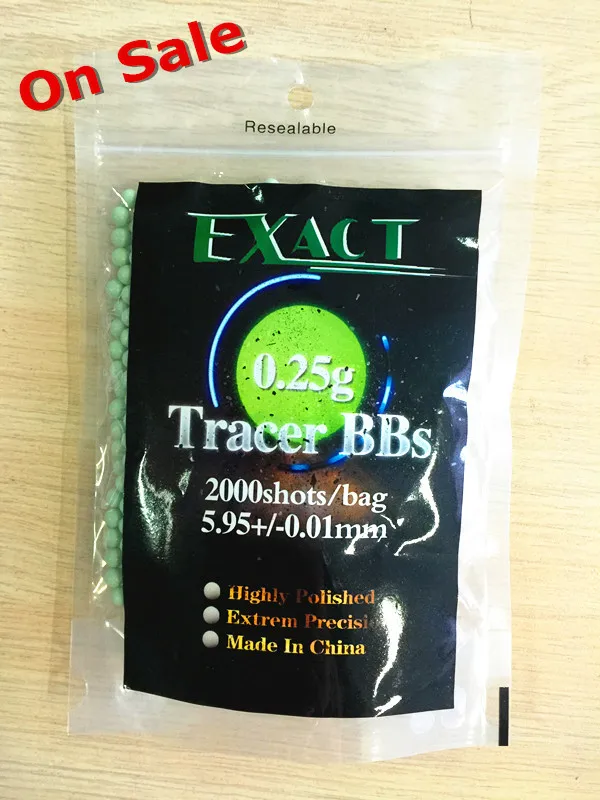 On Sale
Resealable
EXACT
0.25g
Tracer BBs
2000shots/bag
5.95+/-0.01mm
Highly Polished
Extrem Precisi
Made In China